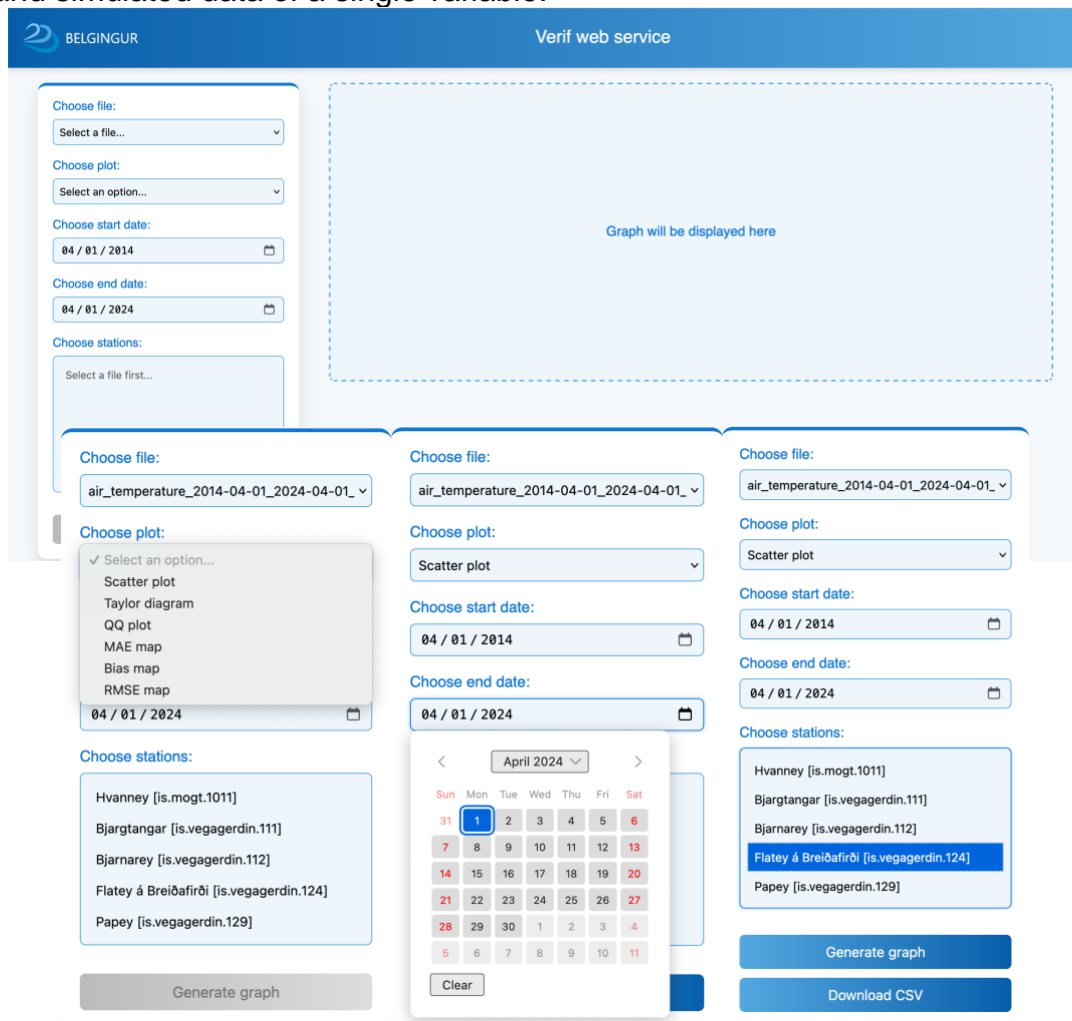 and simulated data of a single variable.
BELGINGUR
Verif web service
Choose file:
Select a file...
Choose plot:
Select an option...
Choose start date:
04 / 01 / 2014
Choose end date:
04 / 01 / 2024
Choose stations:
Select a file first...
Graph will be displayed here
Choose file:
air_temperature_2014-04-01_2024-04-01_
Choose plot:
✓ Select an option...
Scatter plot
Taylor diagram
QQ plot
MAE map
Bias map
RMSE map
04 / 01 / 2024
Choose stations:
Hvanney [is.mogt.1011]
Bjargtangar [is.vegagerdin.111]
Bjarnarey [is.vegagerdin.112]
Flatey á Breiðafirði [is.vegagerdin.124]
Papey [is.vegagerdin.129]
Generate graph
Choose file:
air_temperature_2014-04-01_2024-04-01_
Choose plot:
Scatter plot
Choose start date:
04 / 01 / 2014
Choose end date:
04 / 01 / 2024
April 2024
Sun Mon Tue Wed Thu Fri Sat
31 1 2 3 4 5 6
7 8 9 10 11 12 13
14 15 16 17 18 19 20
21 22 23 24 25 26 27
28 29 30 1 2 3 4
5 6 7 8 9 10 11
Clear
Choose file:
air_temperature_2014-04-01_2024-04-01_
Choose plot:
Scatter plot
Choose start date:
04 / 01 / 2014
Choose end date:
04 / 01 / 2024
Choose stations:
Hvanney [is.mogt.1011]
Bjargtangar [is.vegagerdin.111]
Bjarnarey [is.vegagerdin.112]
Flatey á Breiðafirði [is.vegagerdin.124]
Papey [is.vegagerdin.129]
Generate graph
Download CSV